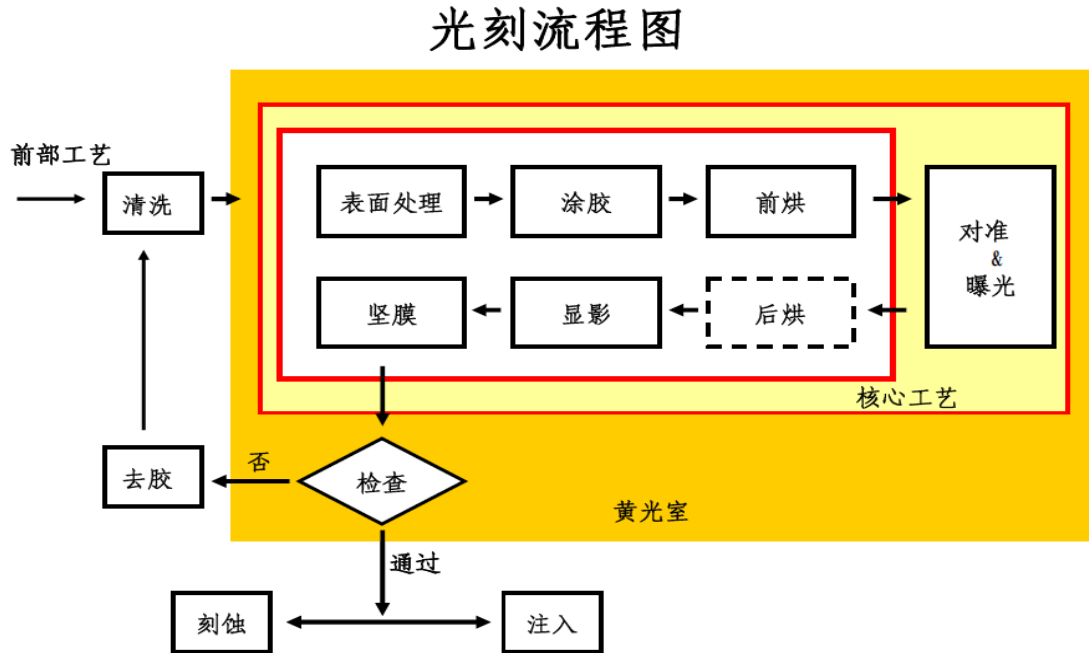 光刻流程图
前部工艺
清洗
表面处理
涂胶
前烘
对准
&
曝光
坚膜
显影
后烘
核心工艺
去胶
否
检查
黄光室
通过
刻蚀
注入